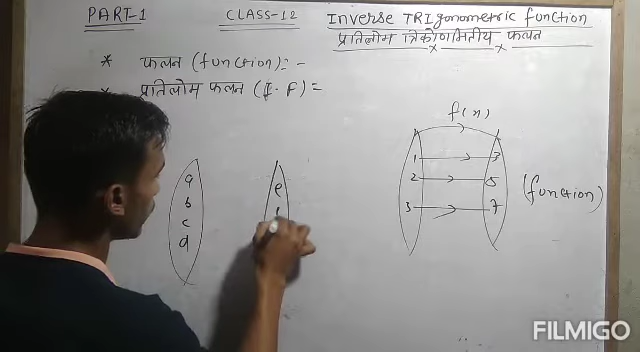 PART-1 CLASS-12 Inverse TRIgonometric function
प्रतिलोम त्रिकोणमितीय फलन
* फलन (function):-
* प्रतिलोम फलन (I.F)=
f(x)
a
b
c
d
e
1 3
2 5
3 7
(function)
FILMIGO